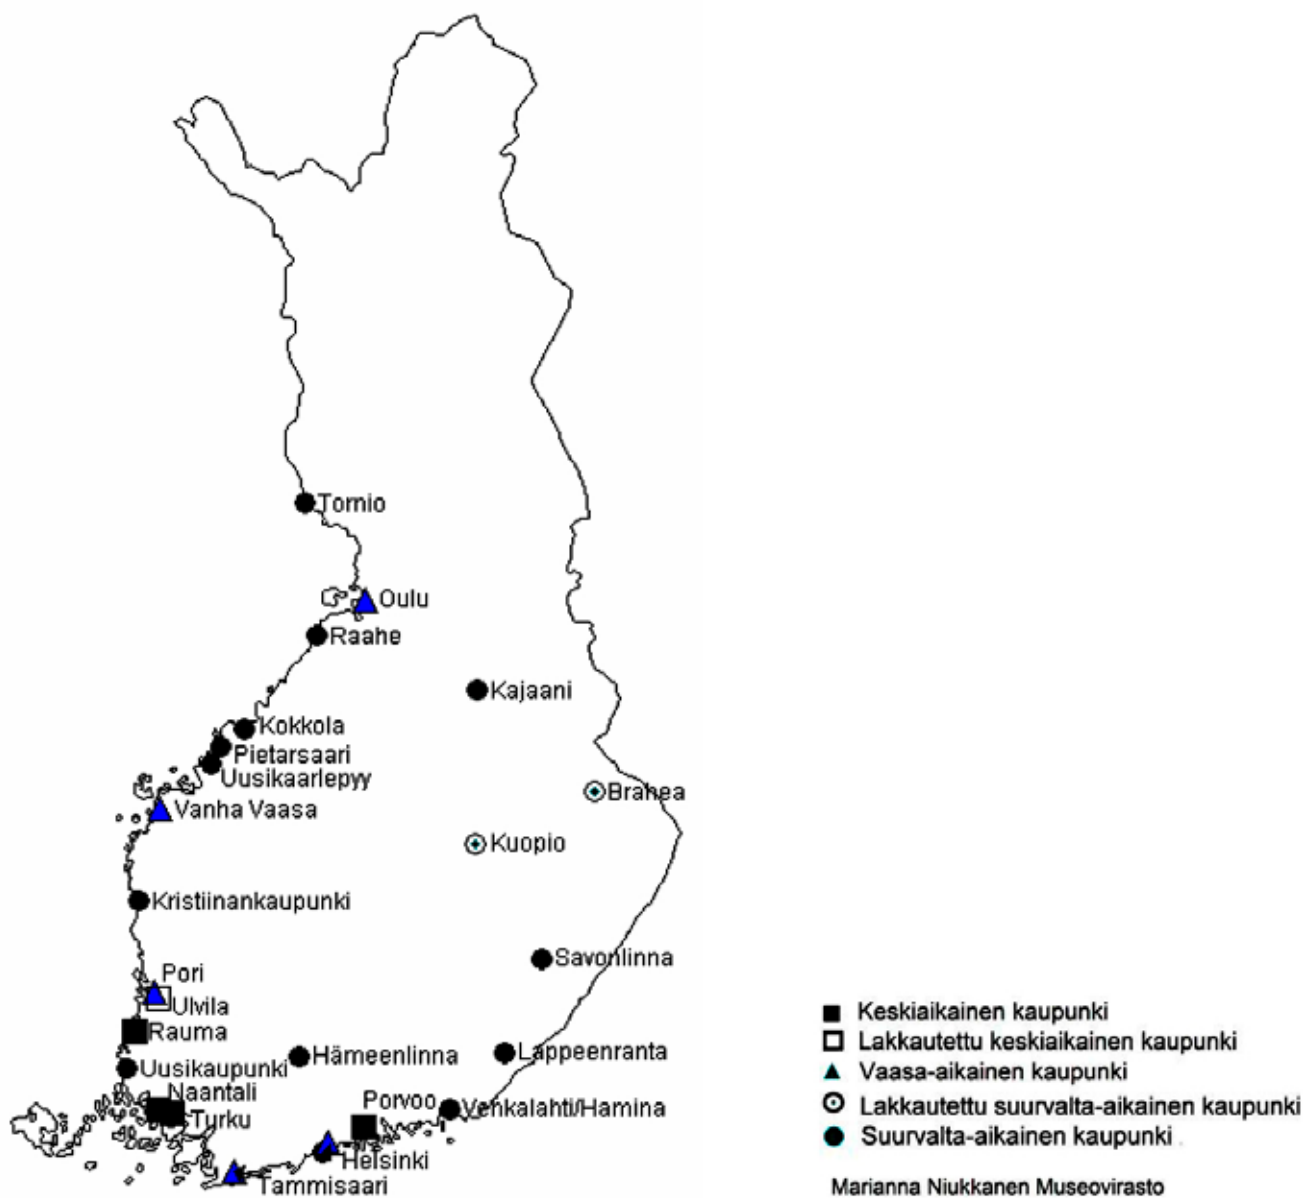 Tornio
Oulu
Raahe
Kajaani
Kokkola
Pietarsaari
Uusikaarlepyy
Brahea
Vanha Vaasa
Kuopio
Kristiinankaupunki
Savonlinna
Pori
Ulvila
Rauma
Hämeenlinna
Lappeenranta
Uusikaupunki
Naantali
Turku
Porvoo
Vehkalahti/Hamina
Helsinki
Tammisaari
Keskiaikainen kaupunki
Lakkautettu keskiaikainen kaupunki
Vaasa-aikainen kaupunki
Lakkautettu suurvalta-aikainen kaupunki
Suurvalta-aikainen kaupunki
Marianna Niukkanen Museovirasto